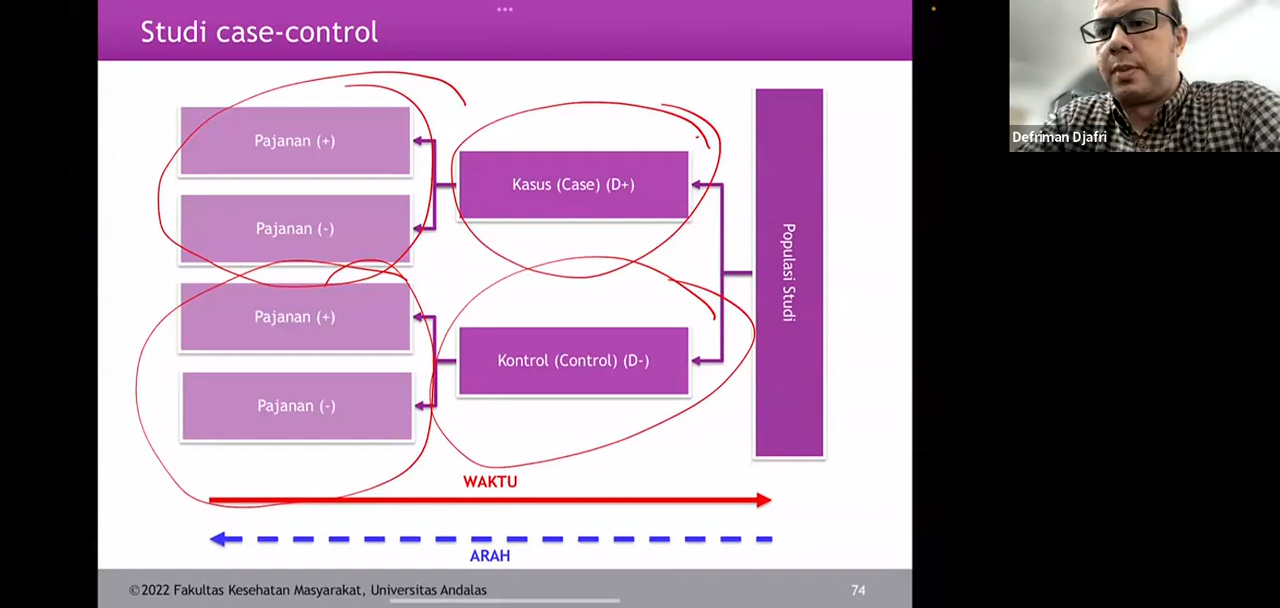 Studi case-control
Defriman Djafri
Pajanan (+)
Pajanan (-)
Pajanan (+)
Pajanan (-)
Kasus (Case) (D+)
Kontrol (Control) (D-)
Populasi Studi
WAKTU
ARAH
©2022 Fakultas Kesehatan Masyarakat, Universitas Andalas
74